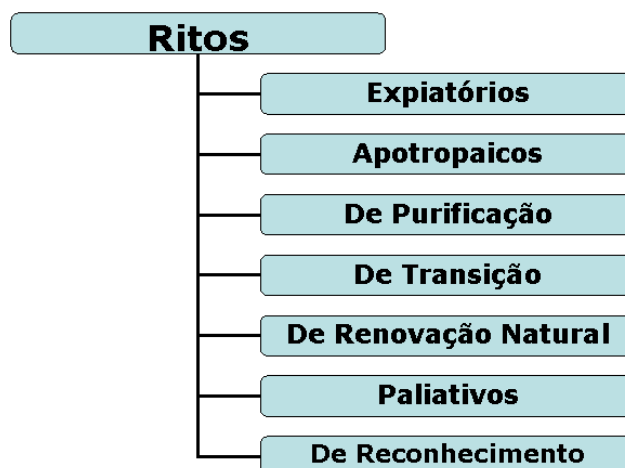 Ritos
Expiatórios
Apotropaicos
De Purificação
De Transição
De Renovação Natural
Paliativos
De Reconhecimento